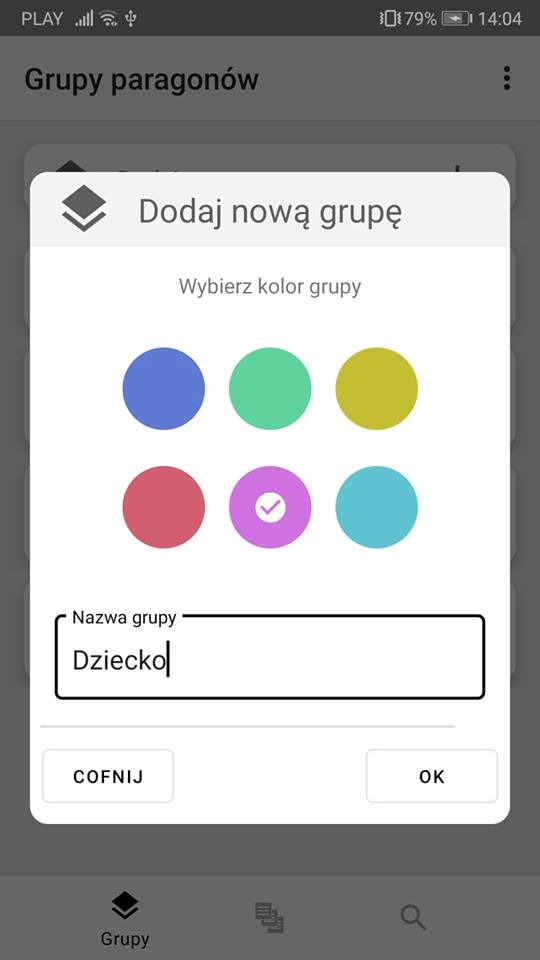 PLAY 79% 14:04
Grupy paragonów
Dodaj nową grupę
Wybierz kolor grupy
Nazwa grupy
Dziecko
COFNIJ OK
Grupy